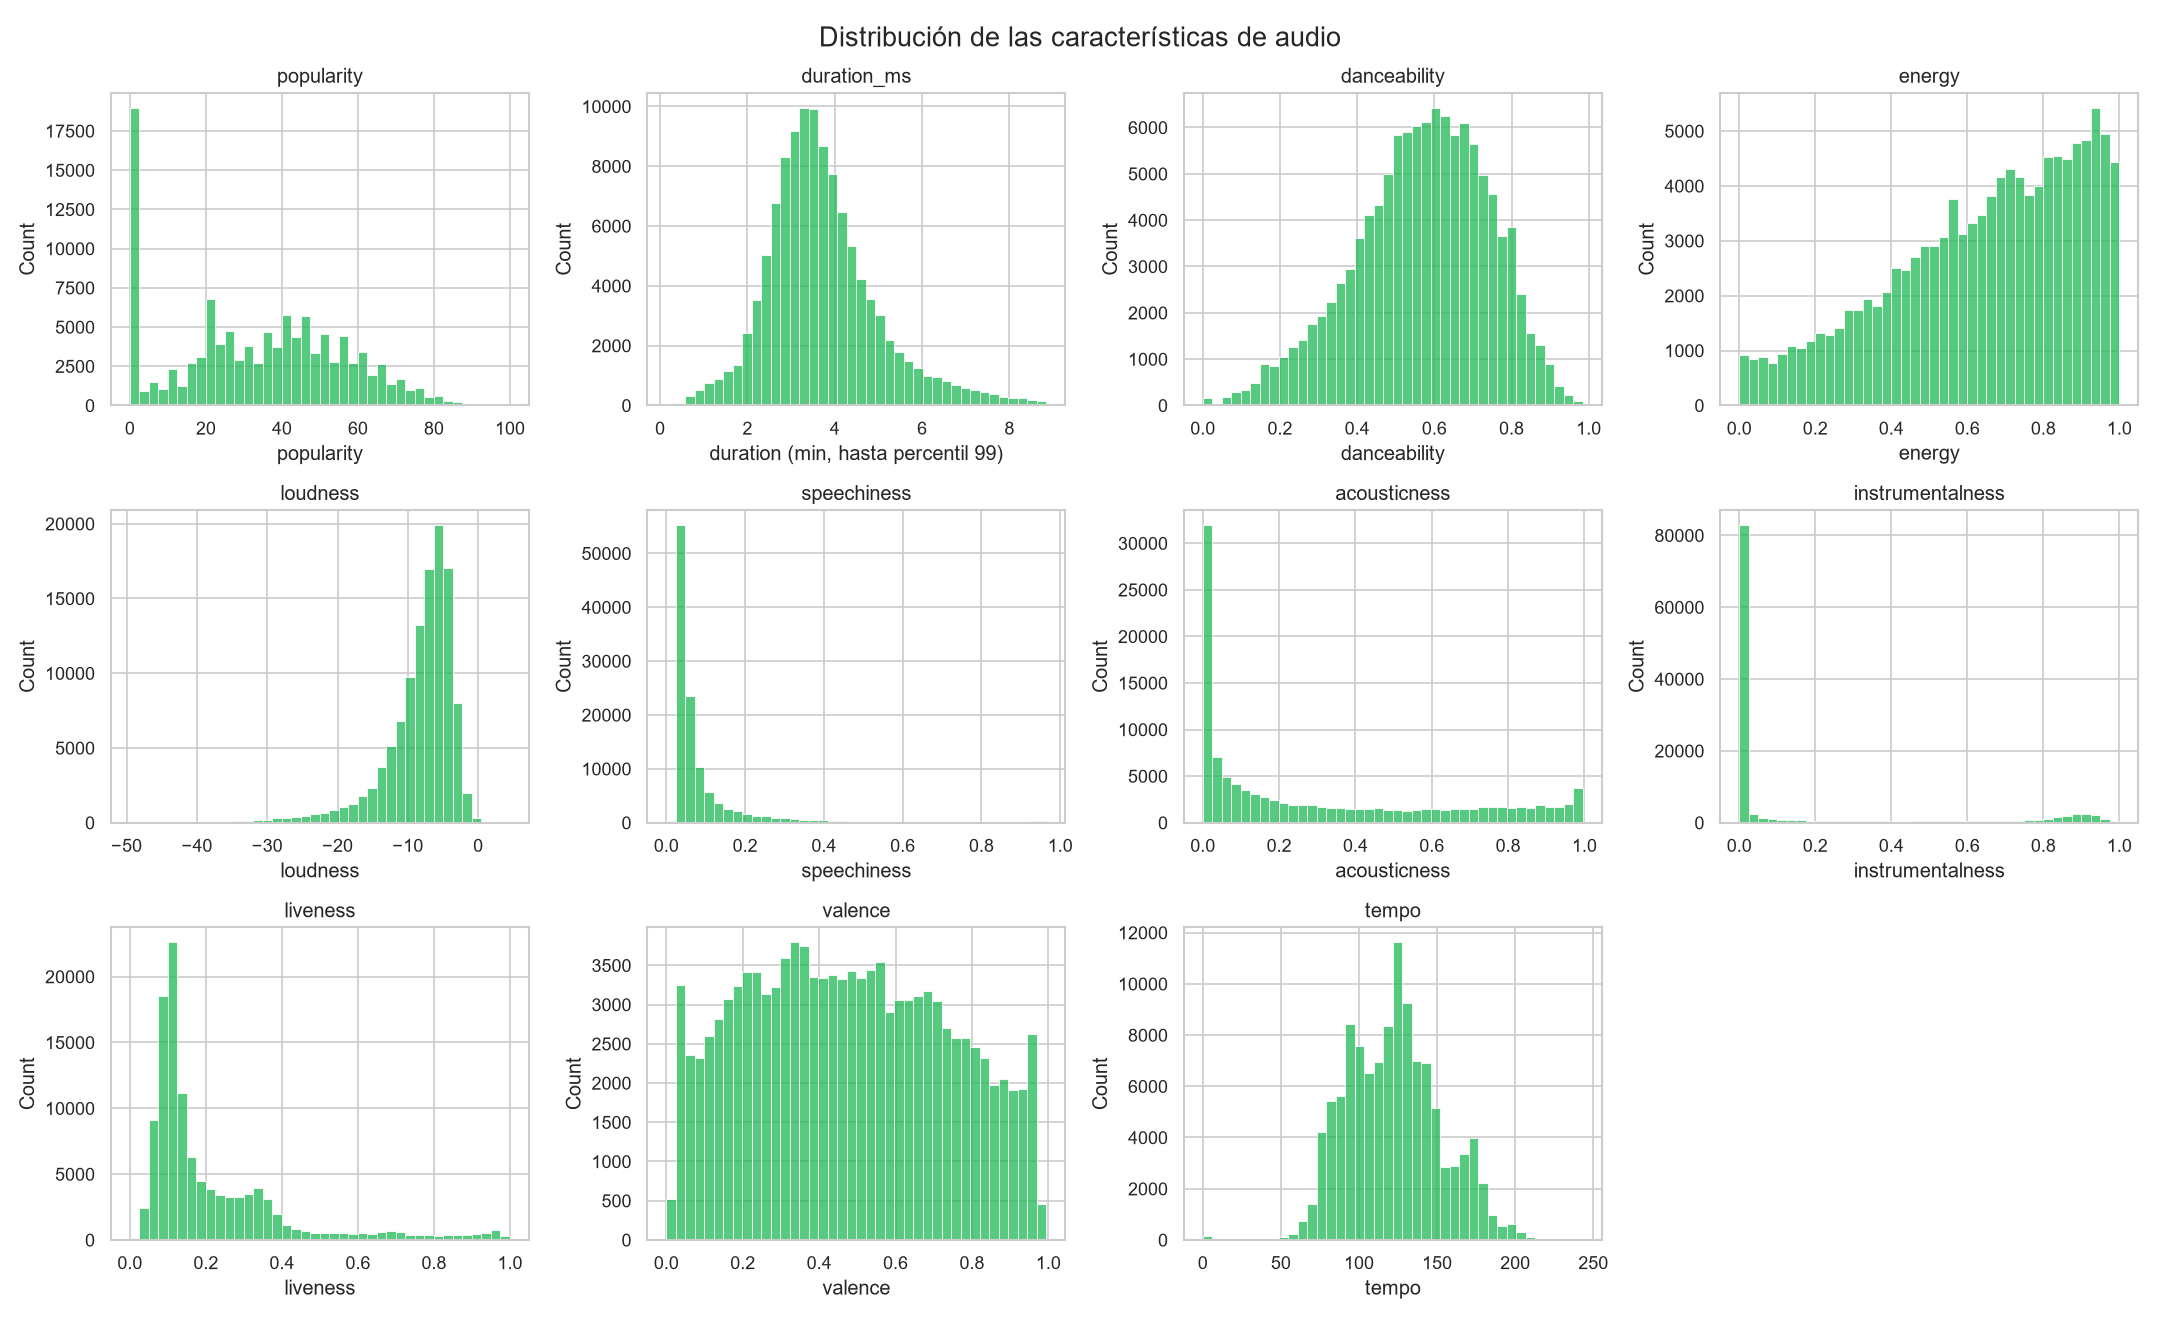 Distribución de las características de audio
popularity
Count
17500
15000
12500
10000
7500
5000
2500
0
0 20 40 60 80 100
popularity
duration_ms
Count
10000
8000
6000
4000
2000
0
0 2 4 6 8
duration (min, hasta percentil 99)
danceability
Count
6000
5000
4000
3000
2000
1000
0
0.0 0.2 0.4 0.6 0.8 1.0
danceability
energy
Count
5000
4000
3000
2000
1000
0
0.0 0.2 0.4 0.6 0.8 1.0
energy
loudness
Count
20000
15000
10000
5000
0
−50 −40 −30 −20 −10 0
loudness
speechiness
Count
50000
40000
30000
20000
10000
0
0.0 0.2 0.4 0.6 0.8 1.0
speechiness
acousticness
Count
30000
25000
20000
15000
10000
5000
0
0.0 0.2 0.4 0.6 0.8 1.0
acousticness
instrumentalness
Count
80000
60000
40000
20000
0
0.0 0.2 0.4 0.6 0.8 1.0
instrumentalness
liveness
Count
20000
15000
10000
5000
0
0.0 0.2 0.4 0.6 0.8 1.0
liveness
valence
Count
3500
3000
2500
2000
1500
1000
500
0
0.0 0.2 0.4 0.6 0.8 1.0
valence
tempo
Count
12000
10000
8000
6000
4000
2000
0
0 50 100 150 200 250
tempo